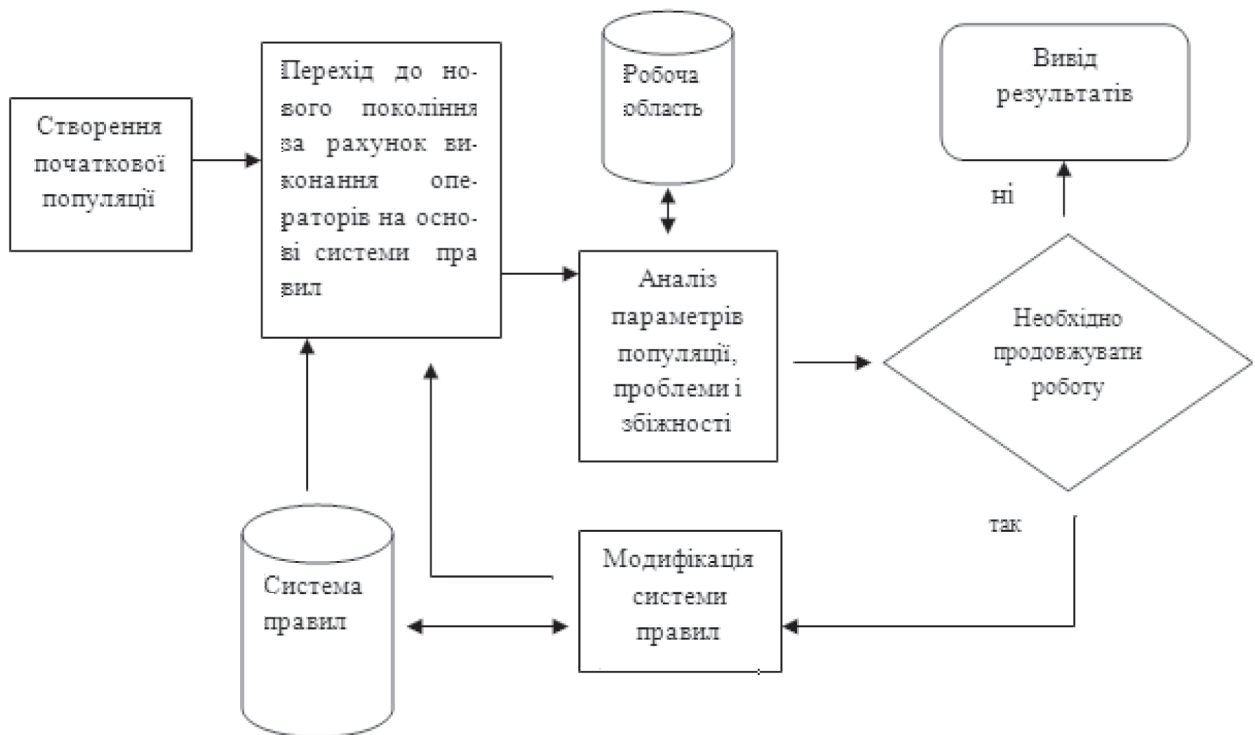 Створення
початкової
популяції
Перехід до но-
вого покоління
за рахунок ви-
конання опе-
раторів на осно-
ві системи пра
вил
Робоча
область
Вивід
результатів
ні
Аналіз
параметрів
популяції,
проблеми і
збіжності
Необхідно
продовжувати
роботу
так
Система
правил
Модифікація
системи
правил